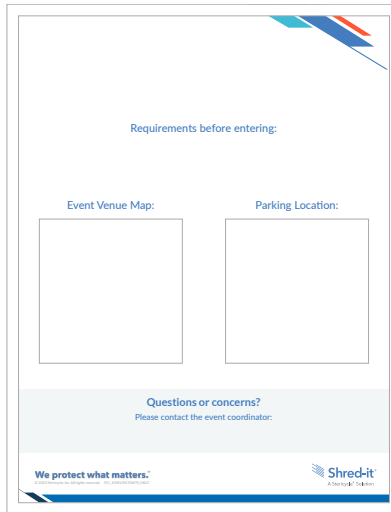 Requirements before entering:
Event Venue Map:
Parking Location:
Questions or concerns?
Please contact the event coordinator:
We protect what matters.™
Shred-it®
A Stericycle® Solution